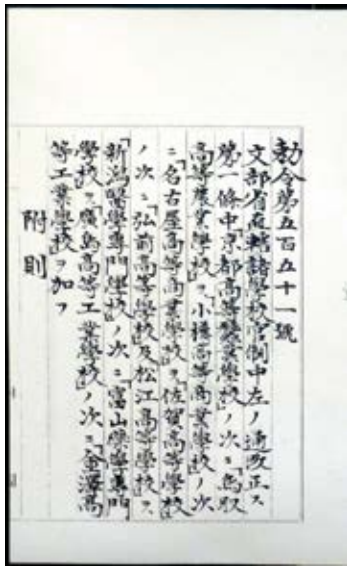 勅令第五百五十一號
文部省直轄諸學校官制中左ノ通改正ス
第一條中「京都高等蠶業學校」ノ次ニ「鳥取
高等農業學校」ヲ、「小樽高等商業學校」ノ次
ニ「名古屋高等商業學校」ヲ、「佐賀高等學校」
ノ次ニ「弘前高等學校」及「松江高等學校」ヲ、
「新潟醫學專門學校」ノ次ニ「富山藥學專門
學校」ヲ、「廣島高等工業學校」ノ次ニ「金澤高
等工業學校」ヲ加フ
附則